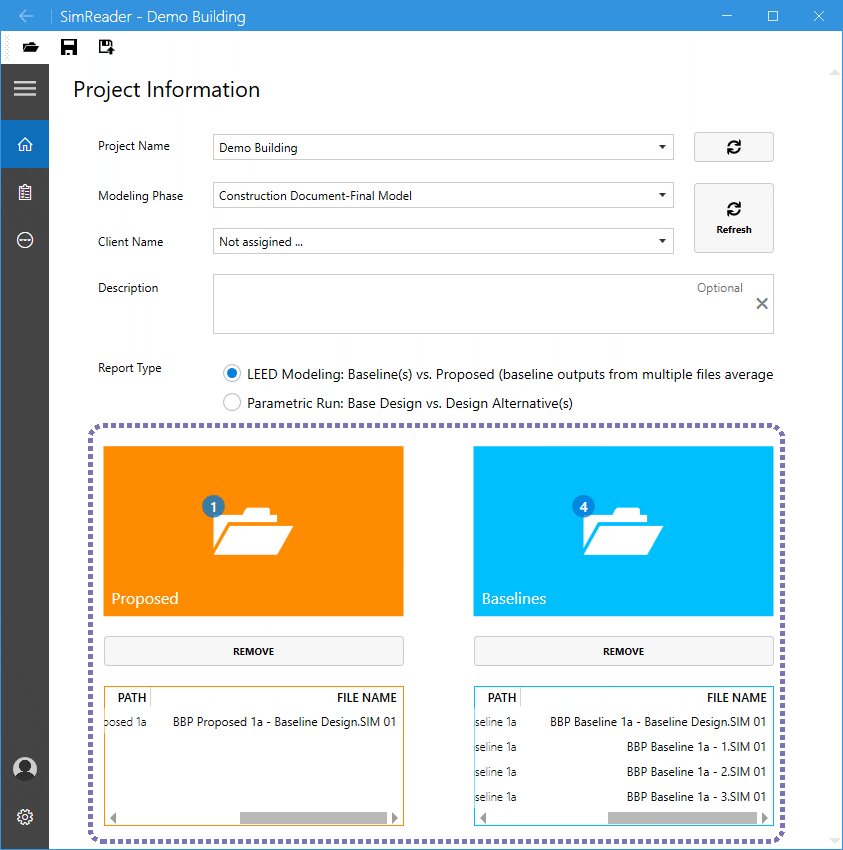 SimReader - Demo Building
Project Information
Project Name
Demo Building
Modeling Phase
Construction Document-Final Model
Refresh
Client Name
Not assigined ...
Description
Optional
Report Type
LEED Modeling: Baseline(s) vs. Proposed (baseline outputs from multiple files average
Parametric Run: Base Design vs. Design Alternative(s)
1
Proposed
4
Baselines
REMOVE
REMOVE
PATH FILE NAME
posed 1a BBP Proposed 1a - Baseline Design.SIM 01
PATH FILE NAME
seline 1a BBP Baseline 1a - Baseline Design.SIM 01
seline 1a BBP Baseline 1a - 1.SIM 01
seline 1a BBP Baseline 1a - 2.SIM 01
seline 1a BBP Baseline 1a - 3.SIM 01